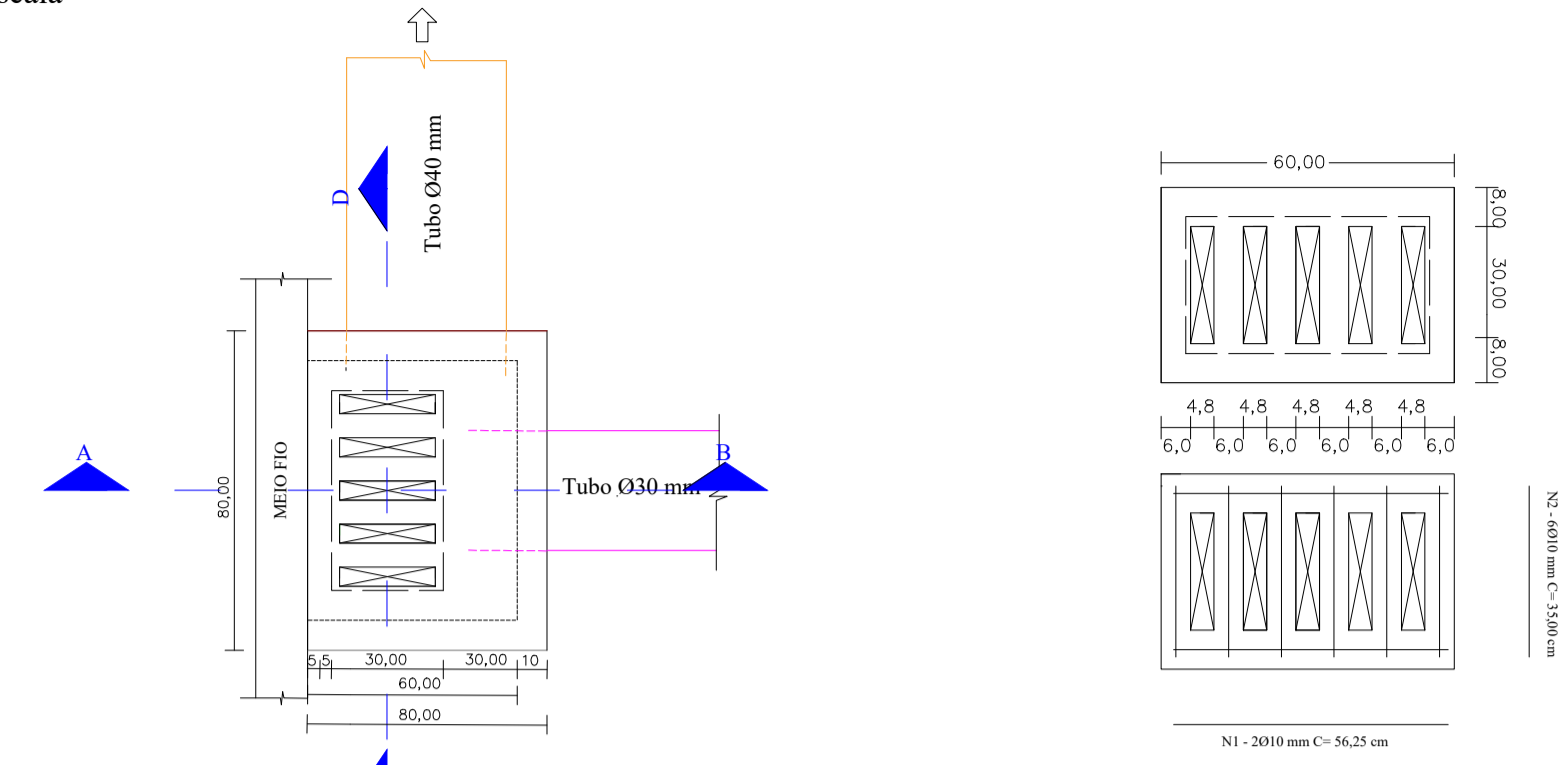 D
Tubo Ø40 mm
A
MEIO FIO
80,00
B
Tubo Ø30 mm
5 5 30,00 30,00 10
60,00
80,00
60,00
8,00
30,00
8,00
4,8 4,8 4,8 4,8 4,8
6,0 6,0 6,0 6,0 6,0 6,0
N2 - 6Ø10 mm C= 35,00 cm
N1 - 2Ø10 mm C= 56,25 cm